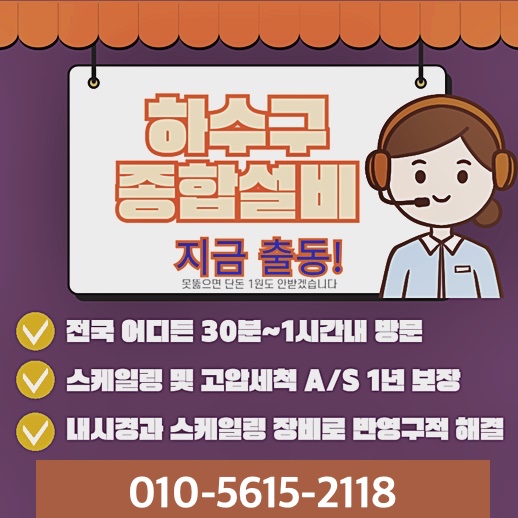 하수구
종합설비
지금 출동!
못뚫으면 단돈 1원도 안받겠습니다
전국 어디든 30분~1시간내 방문
스케일링 및 고압세척 A/S 1년 보장
내시경과 스케일링 장비로 반영구적 해결
010-5615-2118